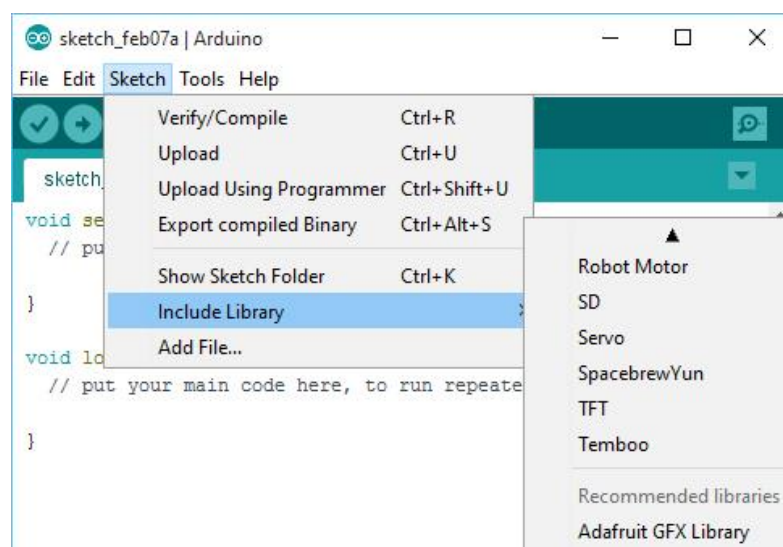 sketch_feb07a | Arduino
File Edit Sketch Tools Help
Verify/Compile Ctrl+R
Upload Ctrl+U
Upload Using Programmer Ctrl+Shift+U
Export compiled Binary Ctrl+Alt+S
Show Sketch Folder Ctrl+K
Include Library
Add File...
sketch_
void se
// pu
}
void lo
// put your main code here, to run repeate
}
Robot Motor
SD
Servo
SpacebrewYun
TFT
Temboo
Recommended libraries
Adafruit GFX Library